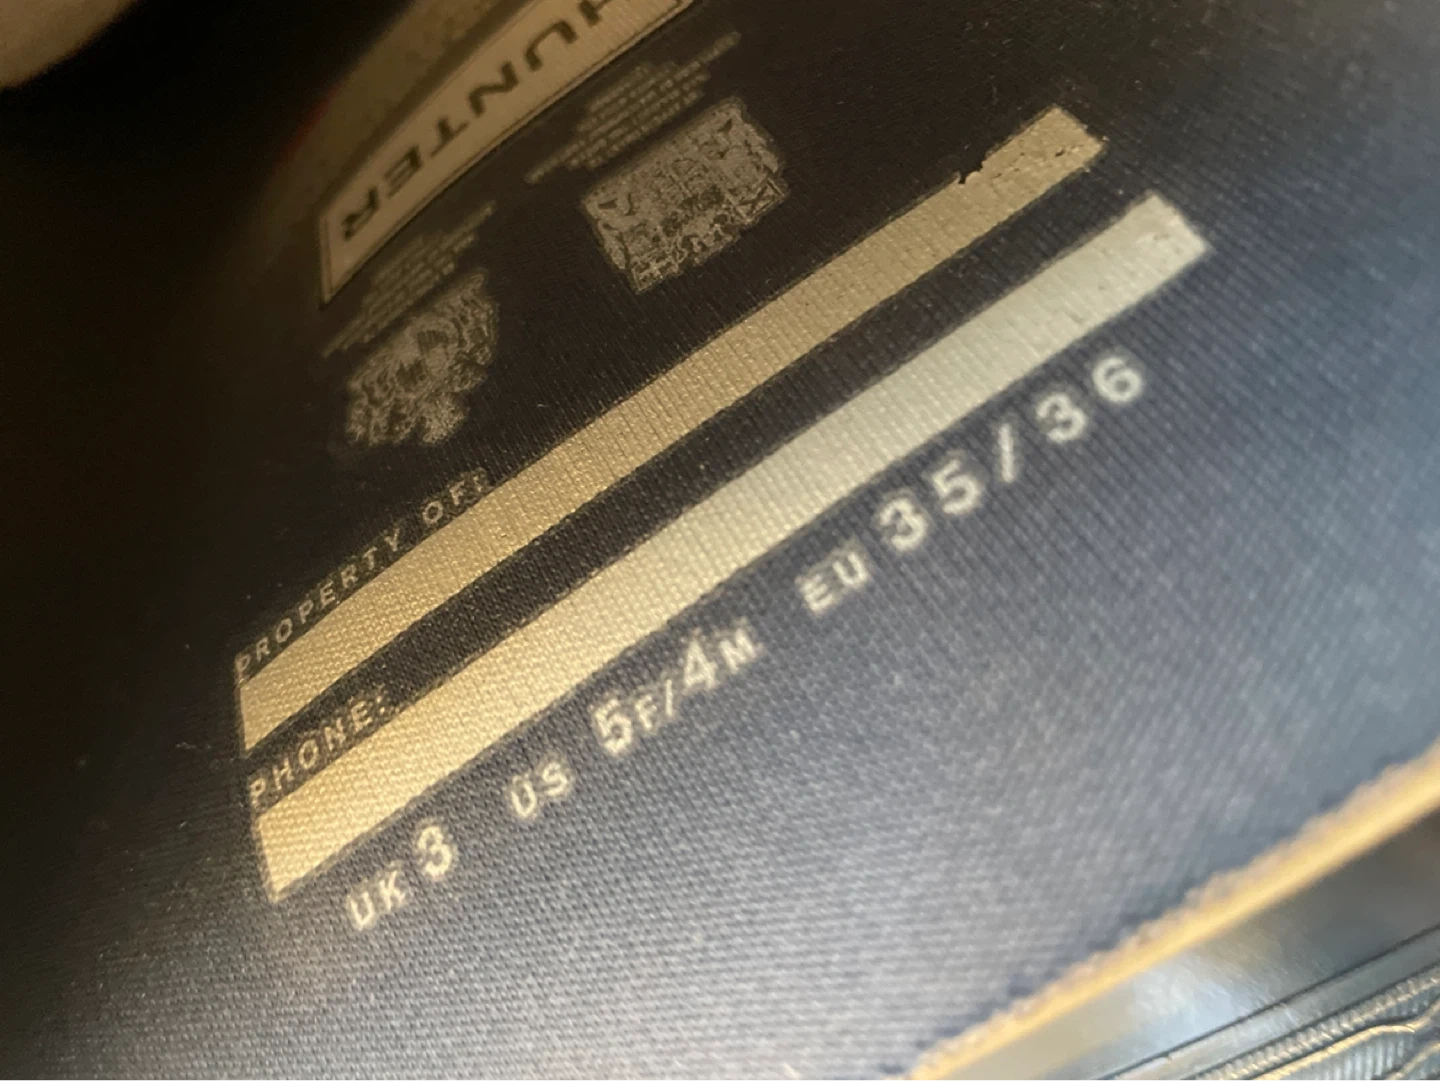 HUNTER
PROPERTY OF:
PHONE:
UK 3 US 5F/4M EU 35/36